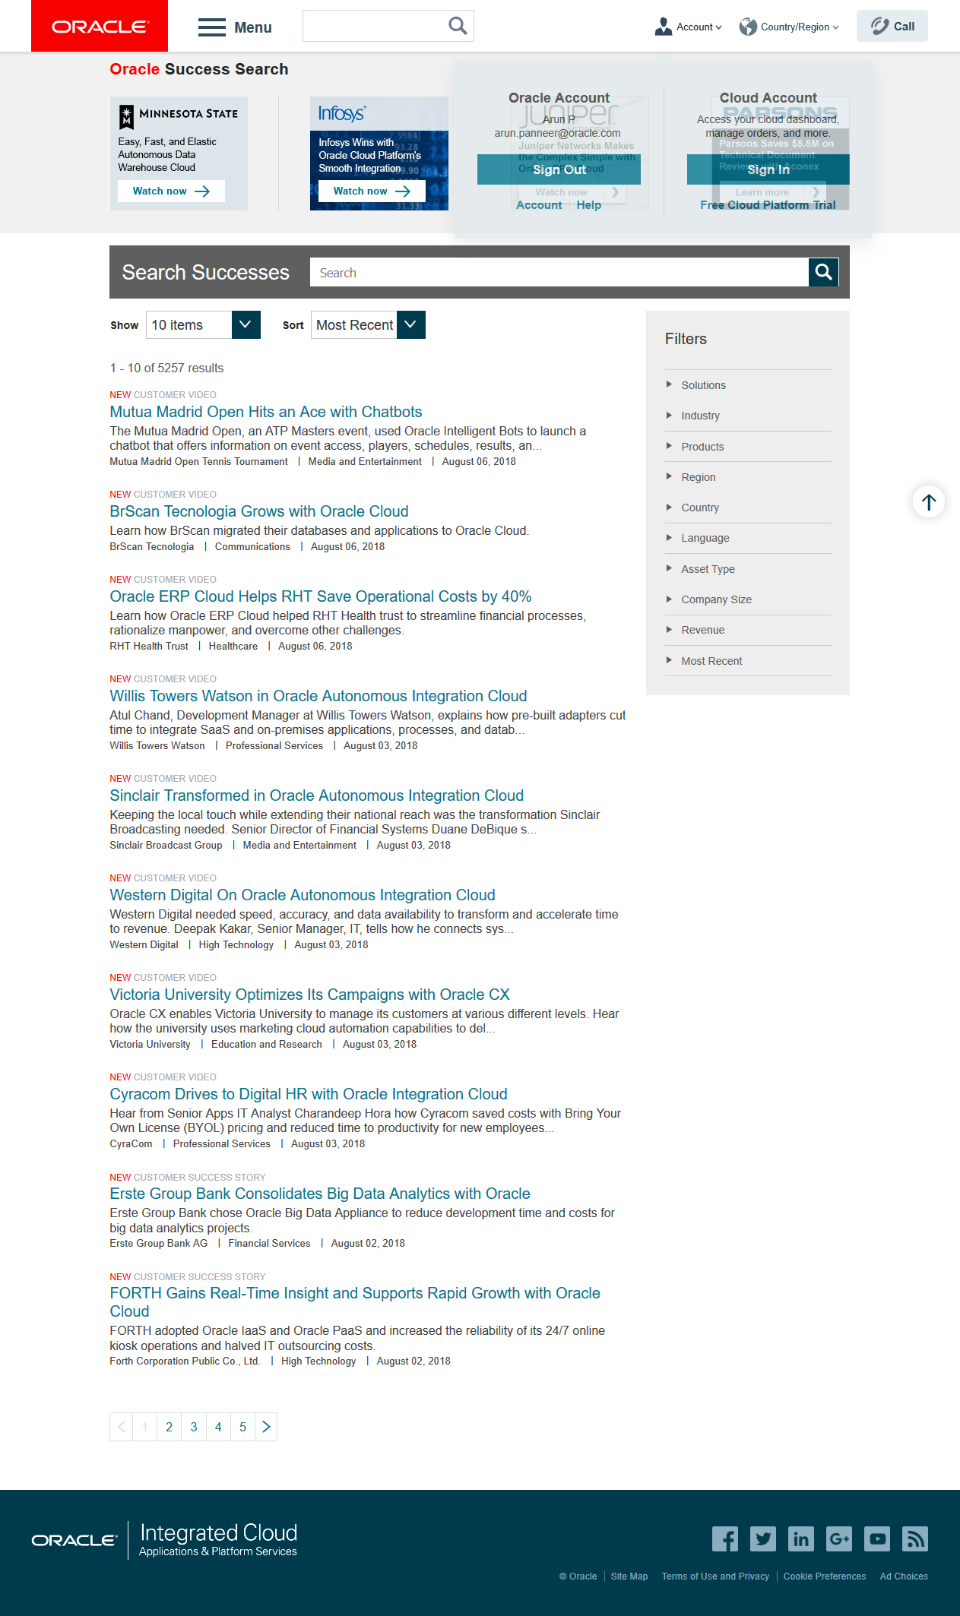 ORACLE
Menu
Account
Country/Region
Call
Oracle Success Search
MINNESOTA STATE
Easy, Fast, and Elastic
Autonomous Data
Warehouse Cloud
Watch now
Infosys
Infosys Wins with
Oracle Cloud Platform's
Smooth Integration
Watch now
Oracle Account
Arun P
arun.panneer@oracle.com
Sign Out
Account Help
Juniper
Juniper Networks Makes
the Complex Simple with
Watch now
Cloud Account
Access your cloud dashboard,
manage orders, and more.
Sign In
Free Cloud Platform Trial
PARSONS
Parsons Saves $5.5M on
Technical Document
Learn more
Search Successes
Search
Show 10 items Sort Most Recent
1 - 10 of 5257 results
NEW CUSTOMER VIDEO
Mutua Madrid Open Hits an Ace with Chatbots
The Mutua Madrid Open, an ATP Masters event, used Oracle Intelligent Bots to launch a
chatbot that offers information on event access, players, schedules, results, an...
Mutua Madrid Open Tennis Tournament | Media and Entertainment | August 06, 2018
NEW CUSTOMER VIDEO
BrScan Tecnologia Grows with Oracle Cloud
Learn how BrScan migrated their databases and applications to Oracle Cloud.
BrScan Tecnologia | Communications | August 06, 2018
NEW CUSTOMER VIDEO
Oracle ERP Cloud Helps RHT Save Operational Costs by 40%
Learn how Oracle ERP Cloud helped RHT Health trust to streamline financial processes,
rationalize manpower, and overcome other challenges.
RHT Health Trust | Healthcare | August 06, 2018
NEW CUSTOMER VIDEO
Willis Towers Watson in Oracle Autonomous Integration Cloud
Atul Chand, Development Manager at Willis Towers Watson, explains how pre-built adapters cut
time to integrate SaaS and on-premises applications, processes, and datab...
Willis Towers Watson | Professional Services | August 03, 2018
NEW CUSTOMER VIDEO
Sinclair Transformed in Oracle Autonomous Integration Cloud
Keeping the local touch while extending their national reach was the transformation Sinclair
Broadcasting needed. Senior Director of Financial Systems Duane DeBique s...
Sinclair Broadcast Group | Media and Entertainment | August 03, 2018
NEW CUSTOMER VIDEO
Western Digital On Oracle Autonomous Integration Cloud
Western Digital needed speed, accuracy, and data availability to transform and accelerate time
to revenue. Deepak Kakar, Senior Manager, IT, tells how he connects sys...
Western Digital | High Technology | August 03, 2018
NEW CUSTOMER VIDEO
Victoria University Optimizes Its Campaigns with Oracle CX
Oracle CX enables Victoria University to manage its customers at various different levels. Hear
how the university uses marketing cloud automation capabilities to del...
Victoria University | Education and Research | August 03, 2018
NEW CUSTOMER VIDEO
Cyracom Drives to Digital HR with Oracle Integration Cloud
Hear from Senior Apps IT Analyst Charandeep Hora how Cyracom saved costs with Bring Your
Own License (BYOL) pricing and reduced time to productivity for new employees...
CyraCom | Professional Services | August 03, 2018
NEW CUSTOMER SUCCESS STORY
Erste Group Bank Consolidates Big Data Analytics with Oracle
Erste Group Bank chose Oracle Big Data Appliance to reduce development time and costs for
big data analytics projects.
Erste Group Bank AG | Financial Services | August 02, 2018
NEW CUSTOMER SUCCESS STORY
FORTH Gains Real-Time Insight and Supports Rapid Growth with Oracle
Cloud
FORTH adopted Oracle IaaS and Oracle PaaS and increased the reliability of its 24/7 online
kiosk operations and halved IT outsourcing costs.
Forth Corporation Public Co., Ltd. | High Technology | August 02, 2018
Filters
Solutions
Industry
Products
Region
Country
Language
Asset Type
Company Size
Revenue
Most Recent
1 2 3 4 5
ORACLE | Integrated Cloud
Applications & Platform Services
© Oracle | Site Map Terms of Use and Privacy | Cookie Preferences Ad Choices